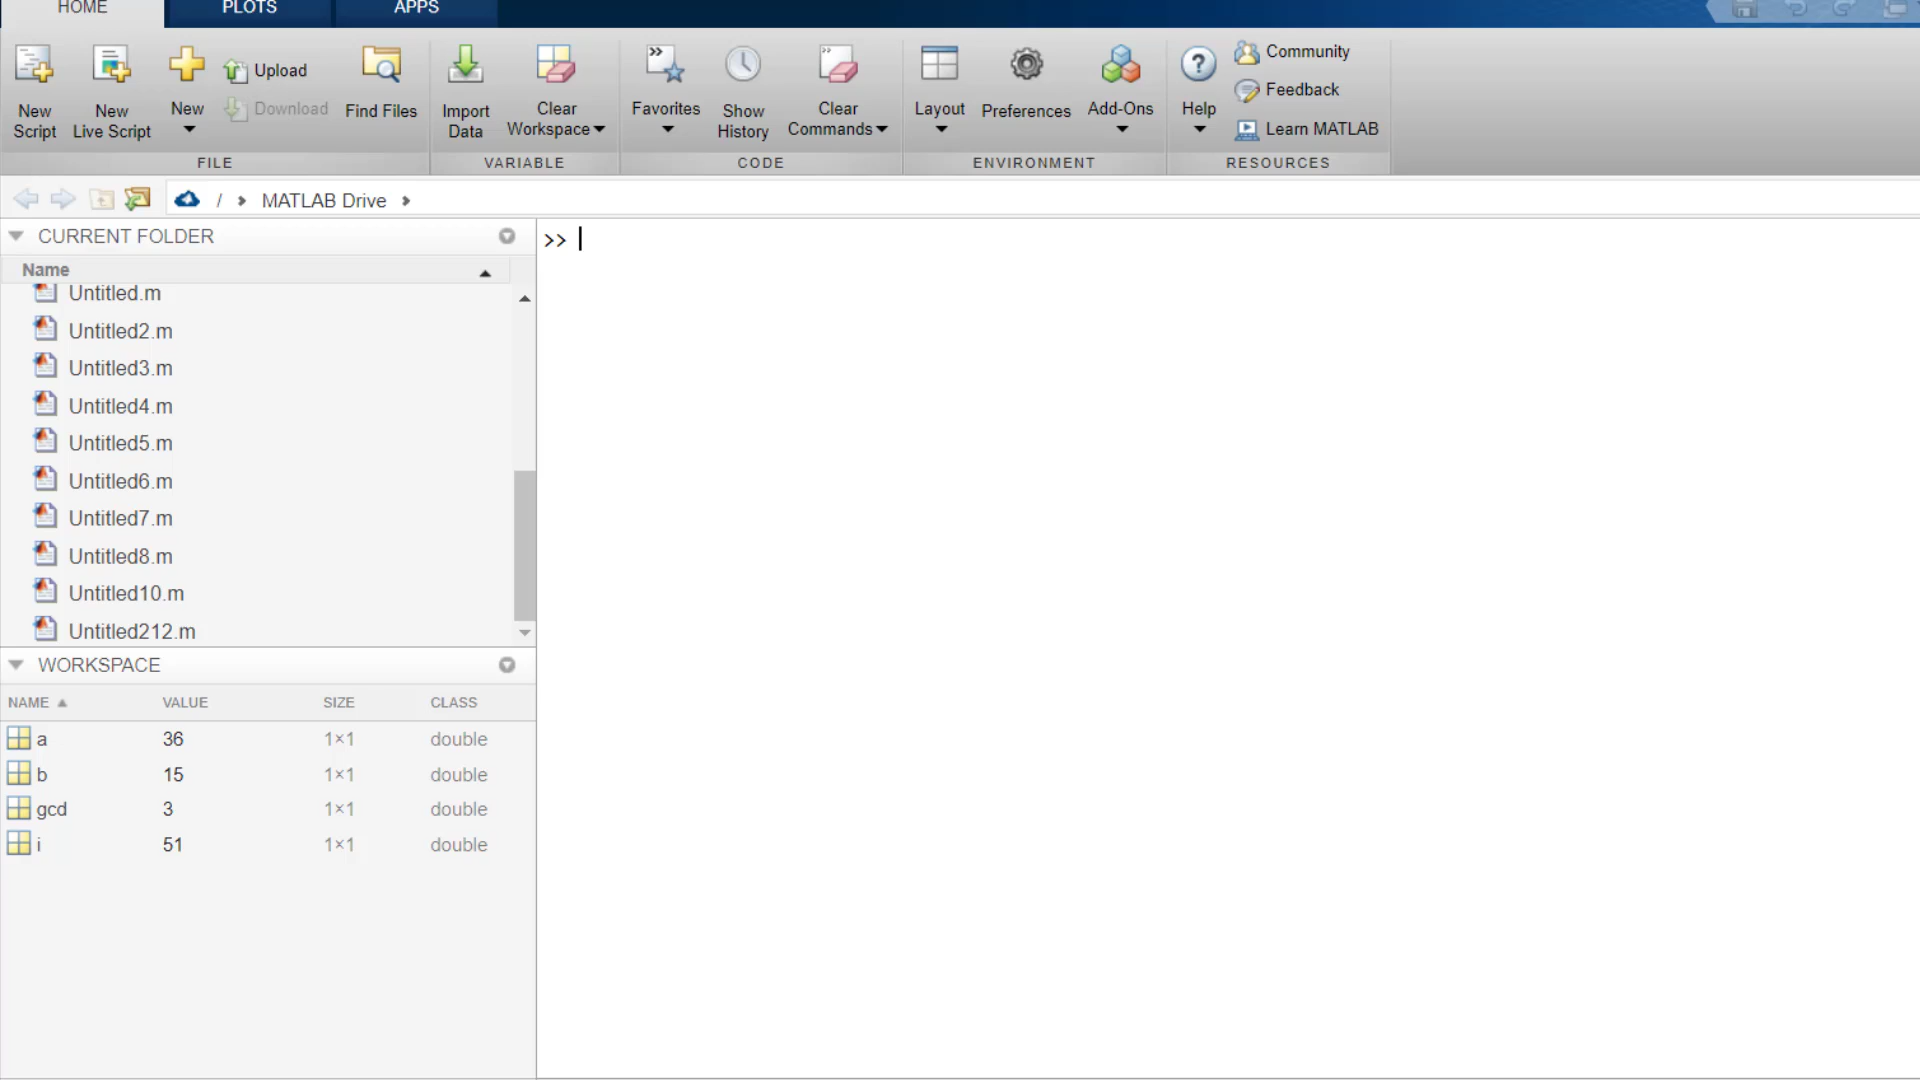 HOME PLOTS APPS
New Script
New Live Script
New
Upload
Download
Find Files
FILE
Import Data
Clear Workspace
VARIABLE
Favorites
Show History
Clear Commands
CODE
Layout
Preferences
Add-Ons
ENVIRONMENT
Help
Community
Feedback
Learn MATLAB
RESOURCES
/ MATLAB Drive
CURRENT FOLDER
Name
Untitled.m
Untitled2.m
Untitled3.m
Untitled4.m
Untitled5.m
Untitled6.m
Untitled7.m
Untitled8.m
Untitled10.m
Untitled212.m
WORKSPACE
NAME VALUE SIZE CLASS
a 36 1×1 double
b 15 1×1 double
gcd 3 1×1 double
i 51 1×1 double
>>